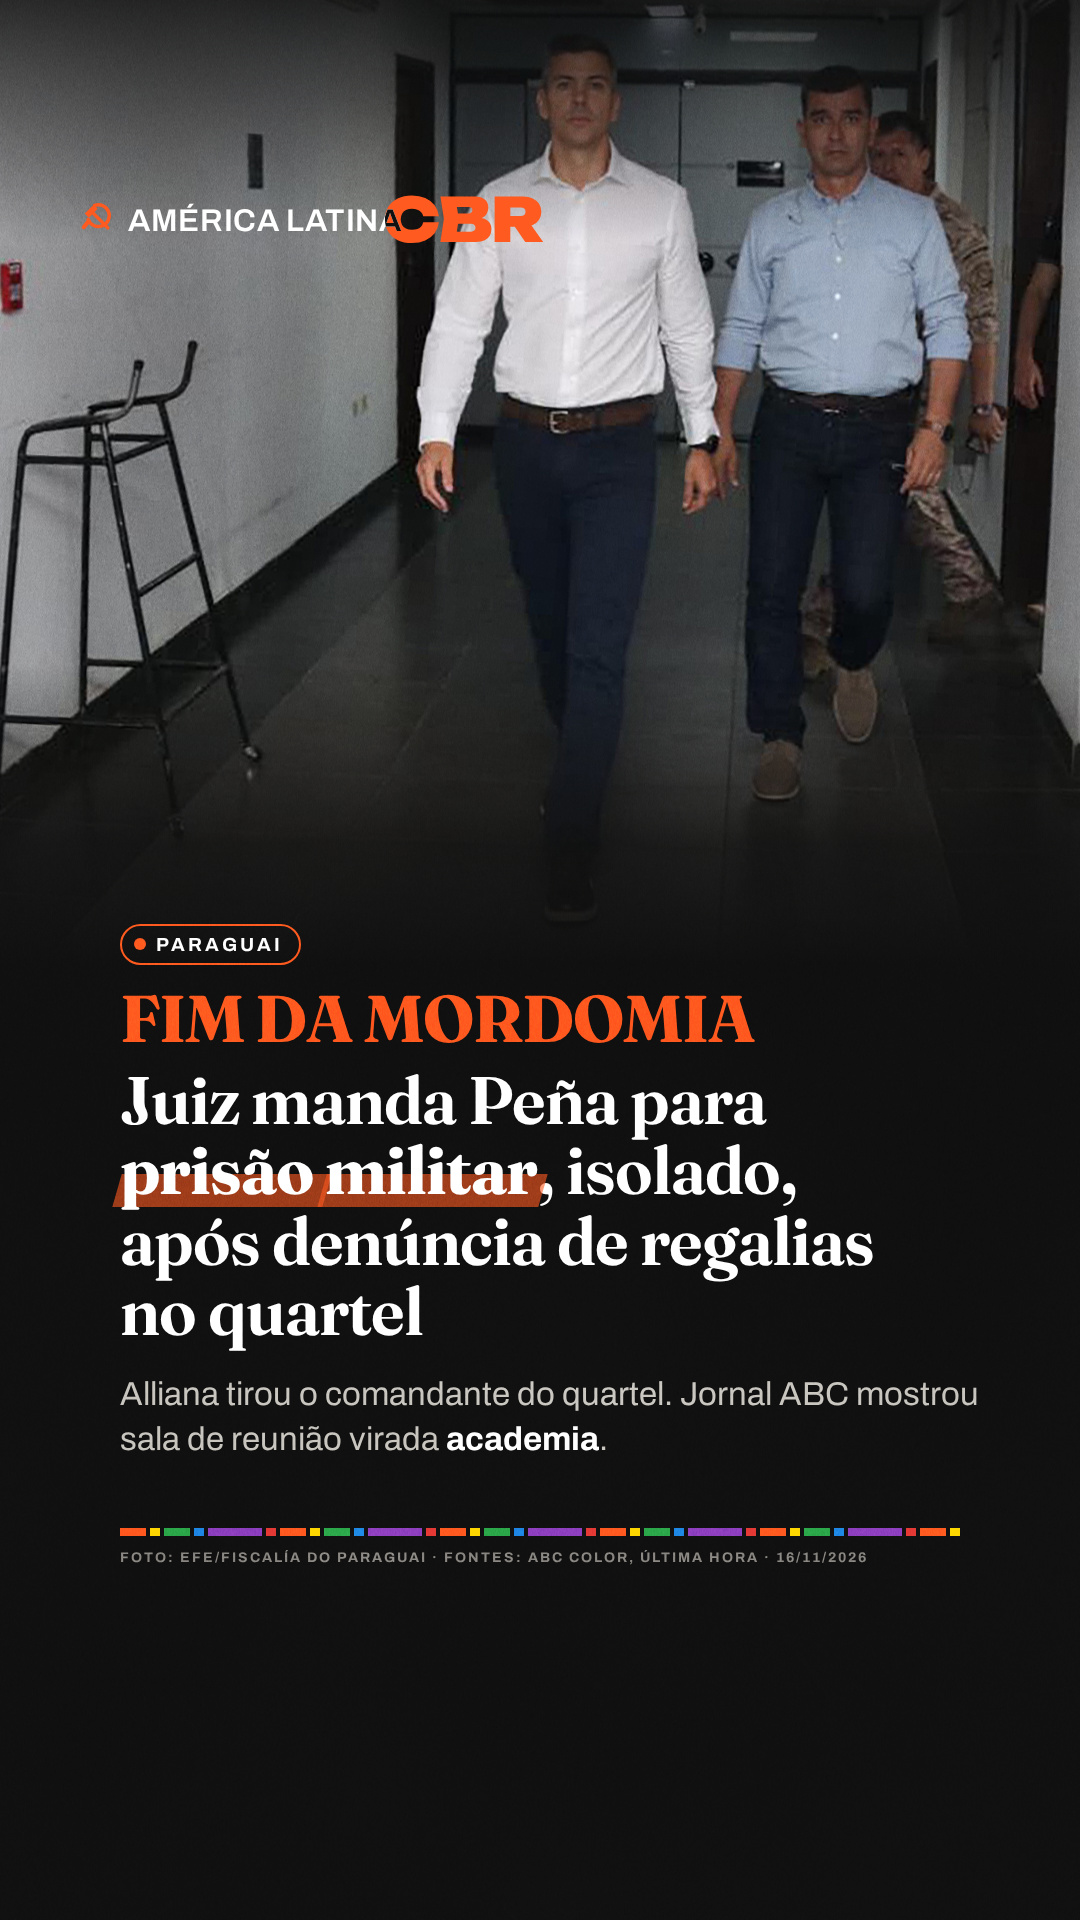 AMÉRICA LATINA
CBR
PARAGUAI
FIM DA MORDOMIA
Juiz manda Peña para
prisão militar, isolado,
após denúncia de regalias
no quartel
Alliana tirou o comandante do quartel. Jornal ABC mostrou
sala de reunião virada academia.
FOTO: EFE/FISCALÍA DO PARAGUAI · FONTES: ABC COLOR, ÚLTIMA HORA · 16/11/2026